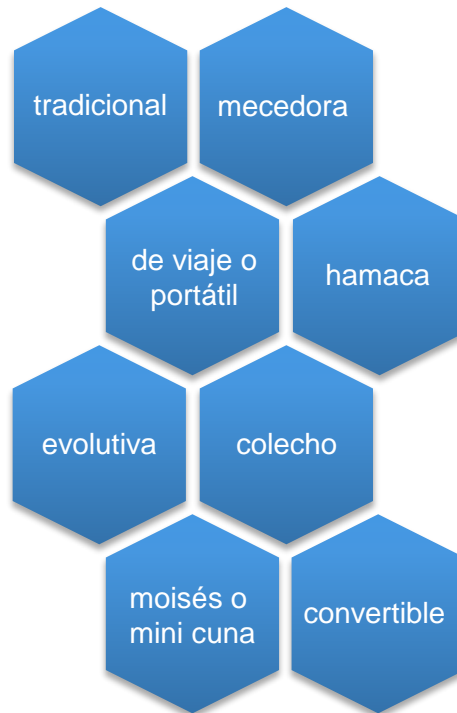 tradicional
mecedora
de viaje o
portátil
hamaca
evolutiva
colecho
moisés o
mini cuna
convertible